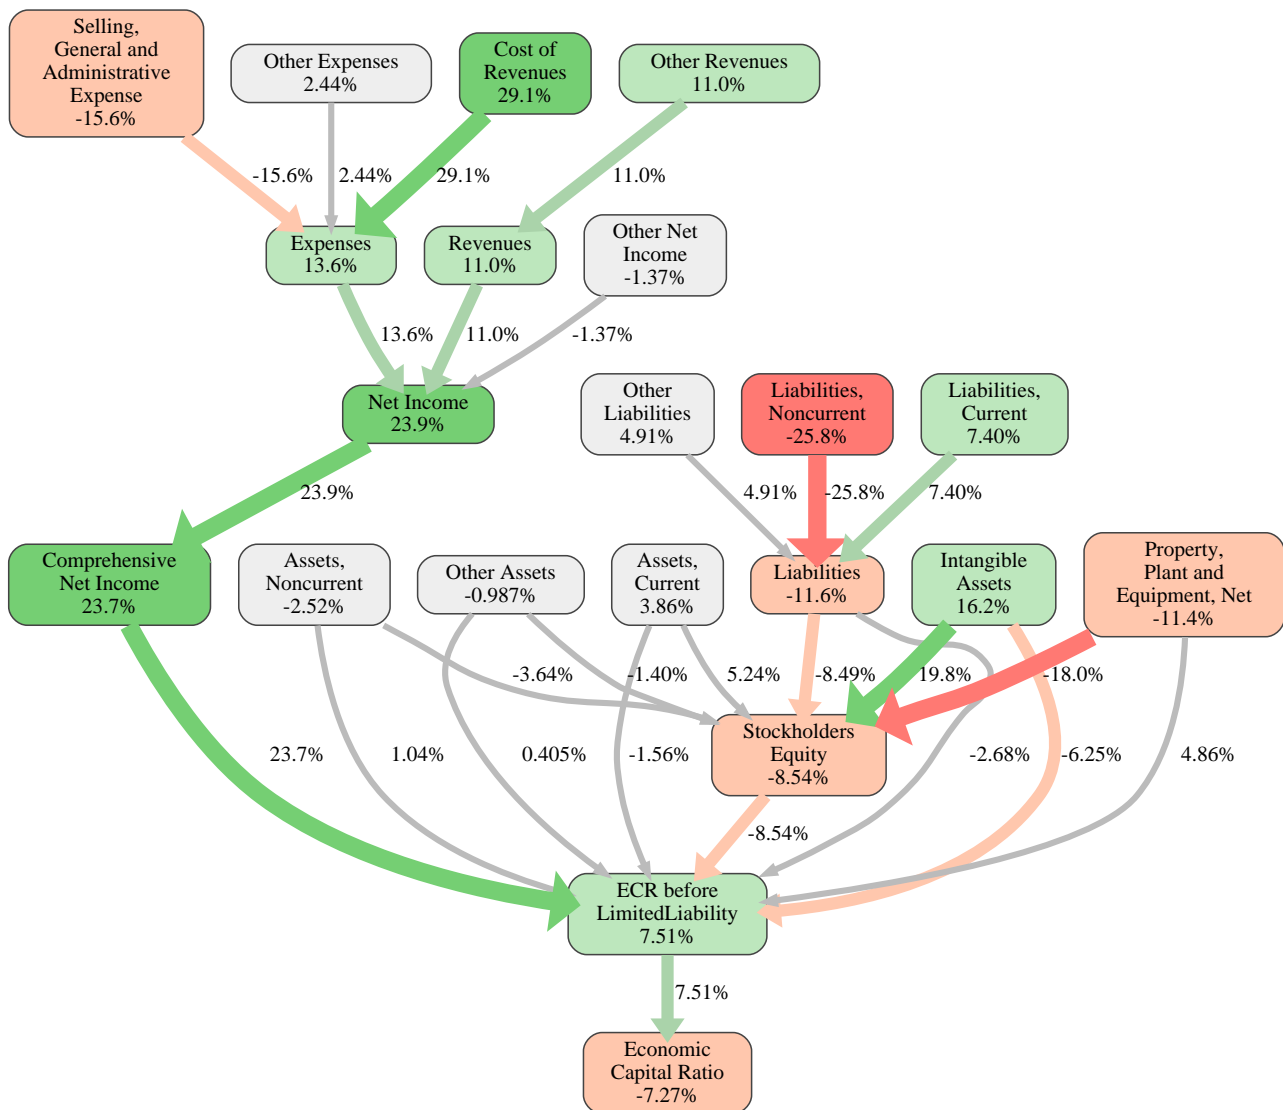 Selling,
General and
Administrative
Expense
-15.6%
Other Expenses
2.44%
Cost of
Revenues
29.1%
Other Revenues
11.0%
-15.6%
2.44%
29.1%
11.0%
Expenses
13.6%
Revenues
11.0%
Other Net
Income
-1.37%
13.6%
11.0%
-1.37%
Net Income
23.9%
Other
Liabilities
4.91%
Liabilities,
Noncurrent
-25.8%
Liabilities,
Current
7.40%
23.9%
4.91%
-25.8%
7.40%
Comprehensive
Net Income
23.7%
Assets,
Noncurrent
-2.52%
Other Assets
-0.987%
Assets,
Current
3.86%
Liabilities
-11.6%
Intangible
Assets
16.2%
Property,
Plant and
Equipment, Net
-11.4%
-3.64%
-1.40%
5.24%
-8.49%
19.8%
-18.0%
Stockholders
Equity
-8.54%
23.7%
1.04%
0.405%
-1.56%
-2.68%
-6.25%
4.86%
-8.54%
ECR before
LimitedLiability
7.51%
7.51%
Economic
Capital Ratio
-7.27%